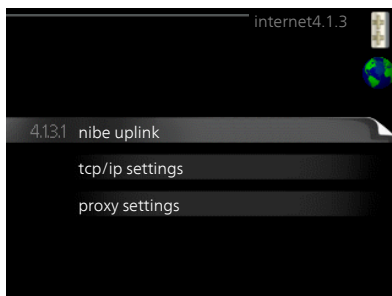 internet4.1.3
4.1.3.1 nibe uplink
tcp/ip settings
proxy settings